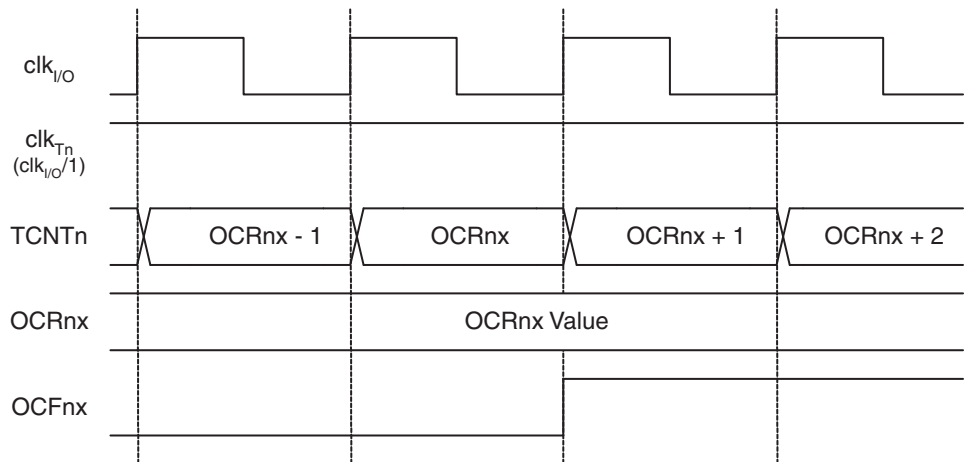 clkI/O
clkTn
(clkI/O/1)
TCNTn OCRnx - 1 OCRnx OCRnx + 1 OCRnx + 2
OCRnx OCRnx Value
OCFnx